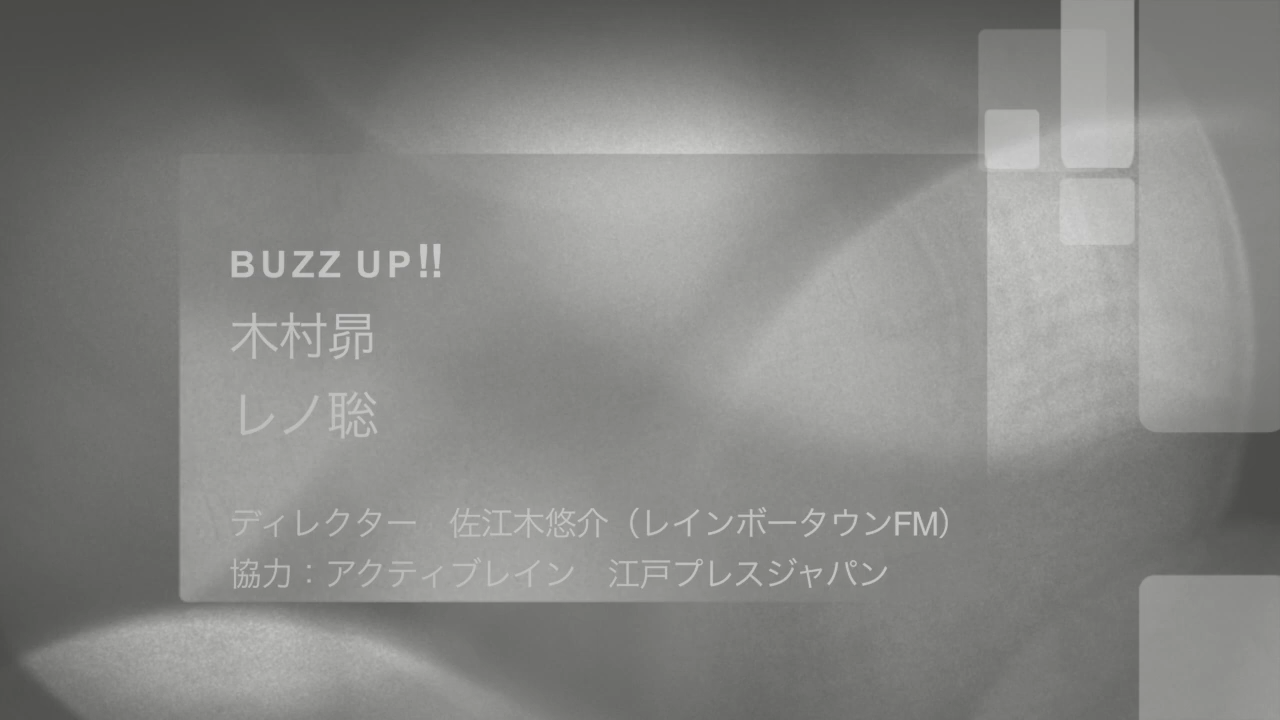 BUZZ UP!!
木村昴
レノ聡
ディレクター　佐江木悠介（レインボータウンFM）
協力：アクティブレイン　江戸プレスジャパン